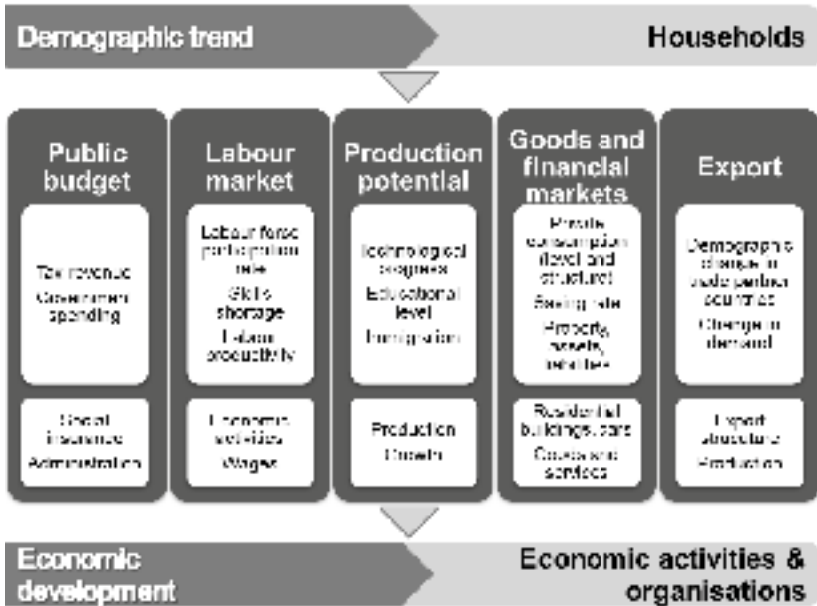 Demographic trend
Households
Public
budget
Tax revenue
Government
spending
Social
insurance
Administration
Labour
market
Labour force
participation
rate
Skills
shortage
Labour
productivity
Economic
activities
Wages
Production
potential
Technological
progress
Educational
level
Immigration
Production
Growth
Goods and
financial
markets
Private
consumption
(level and
structure)
Saving rate
Property,
assets,
liabilities
Residential
buildings, cars
Goods and
services
Export
Demographic
change in
trade partner
countries
Change in
demand
Export
structure
Production
Economic
development
Economic activities &
organisations